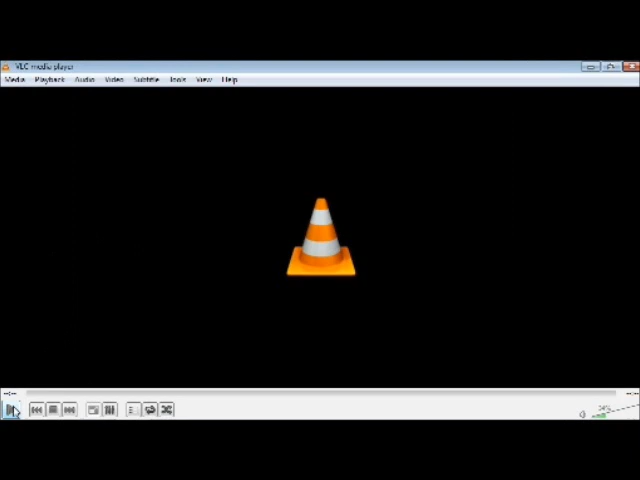 VLC media player
Media Playback Audio Video Subtitle Tools View Help
--:-- --:--